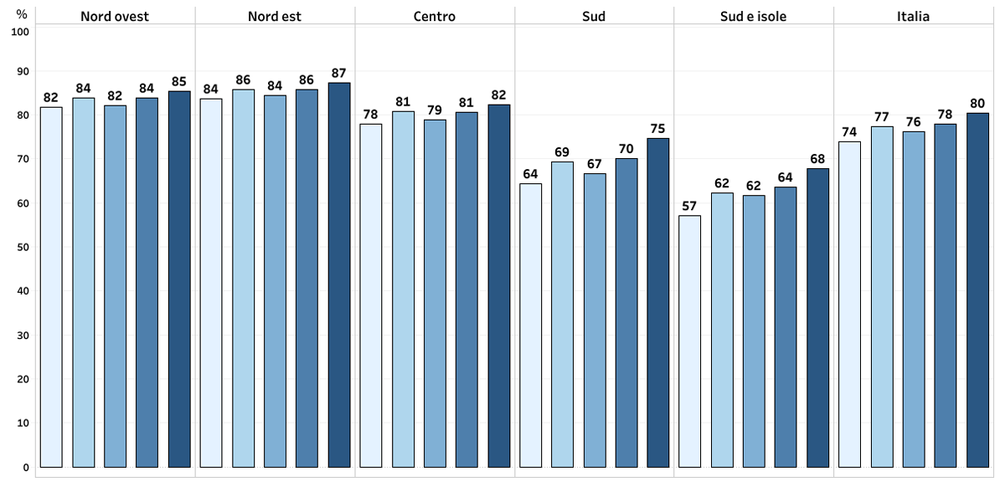 %
Nord ovest
Nord est
Centro
Sud
Sud e isole
Italia
100
90
80
70
60
50
40
30
20
10
0
82 84 82 84 85
84 86 84 86 87
78 81 79 81 82
64 69 67 70 75
57 62 62 64 68
74 77 76 78 80